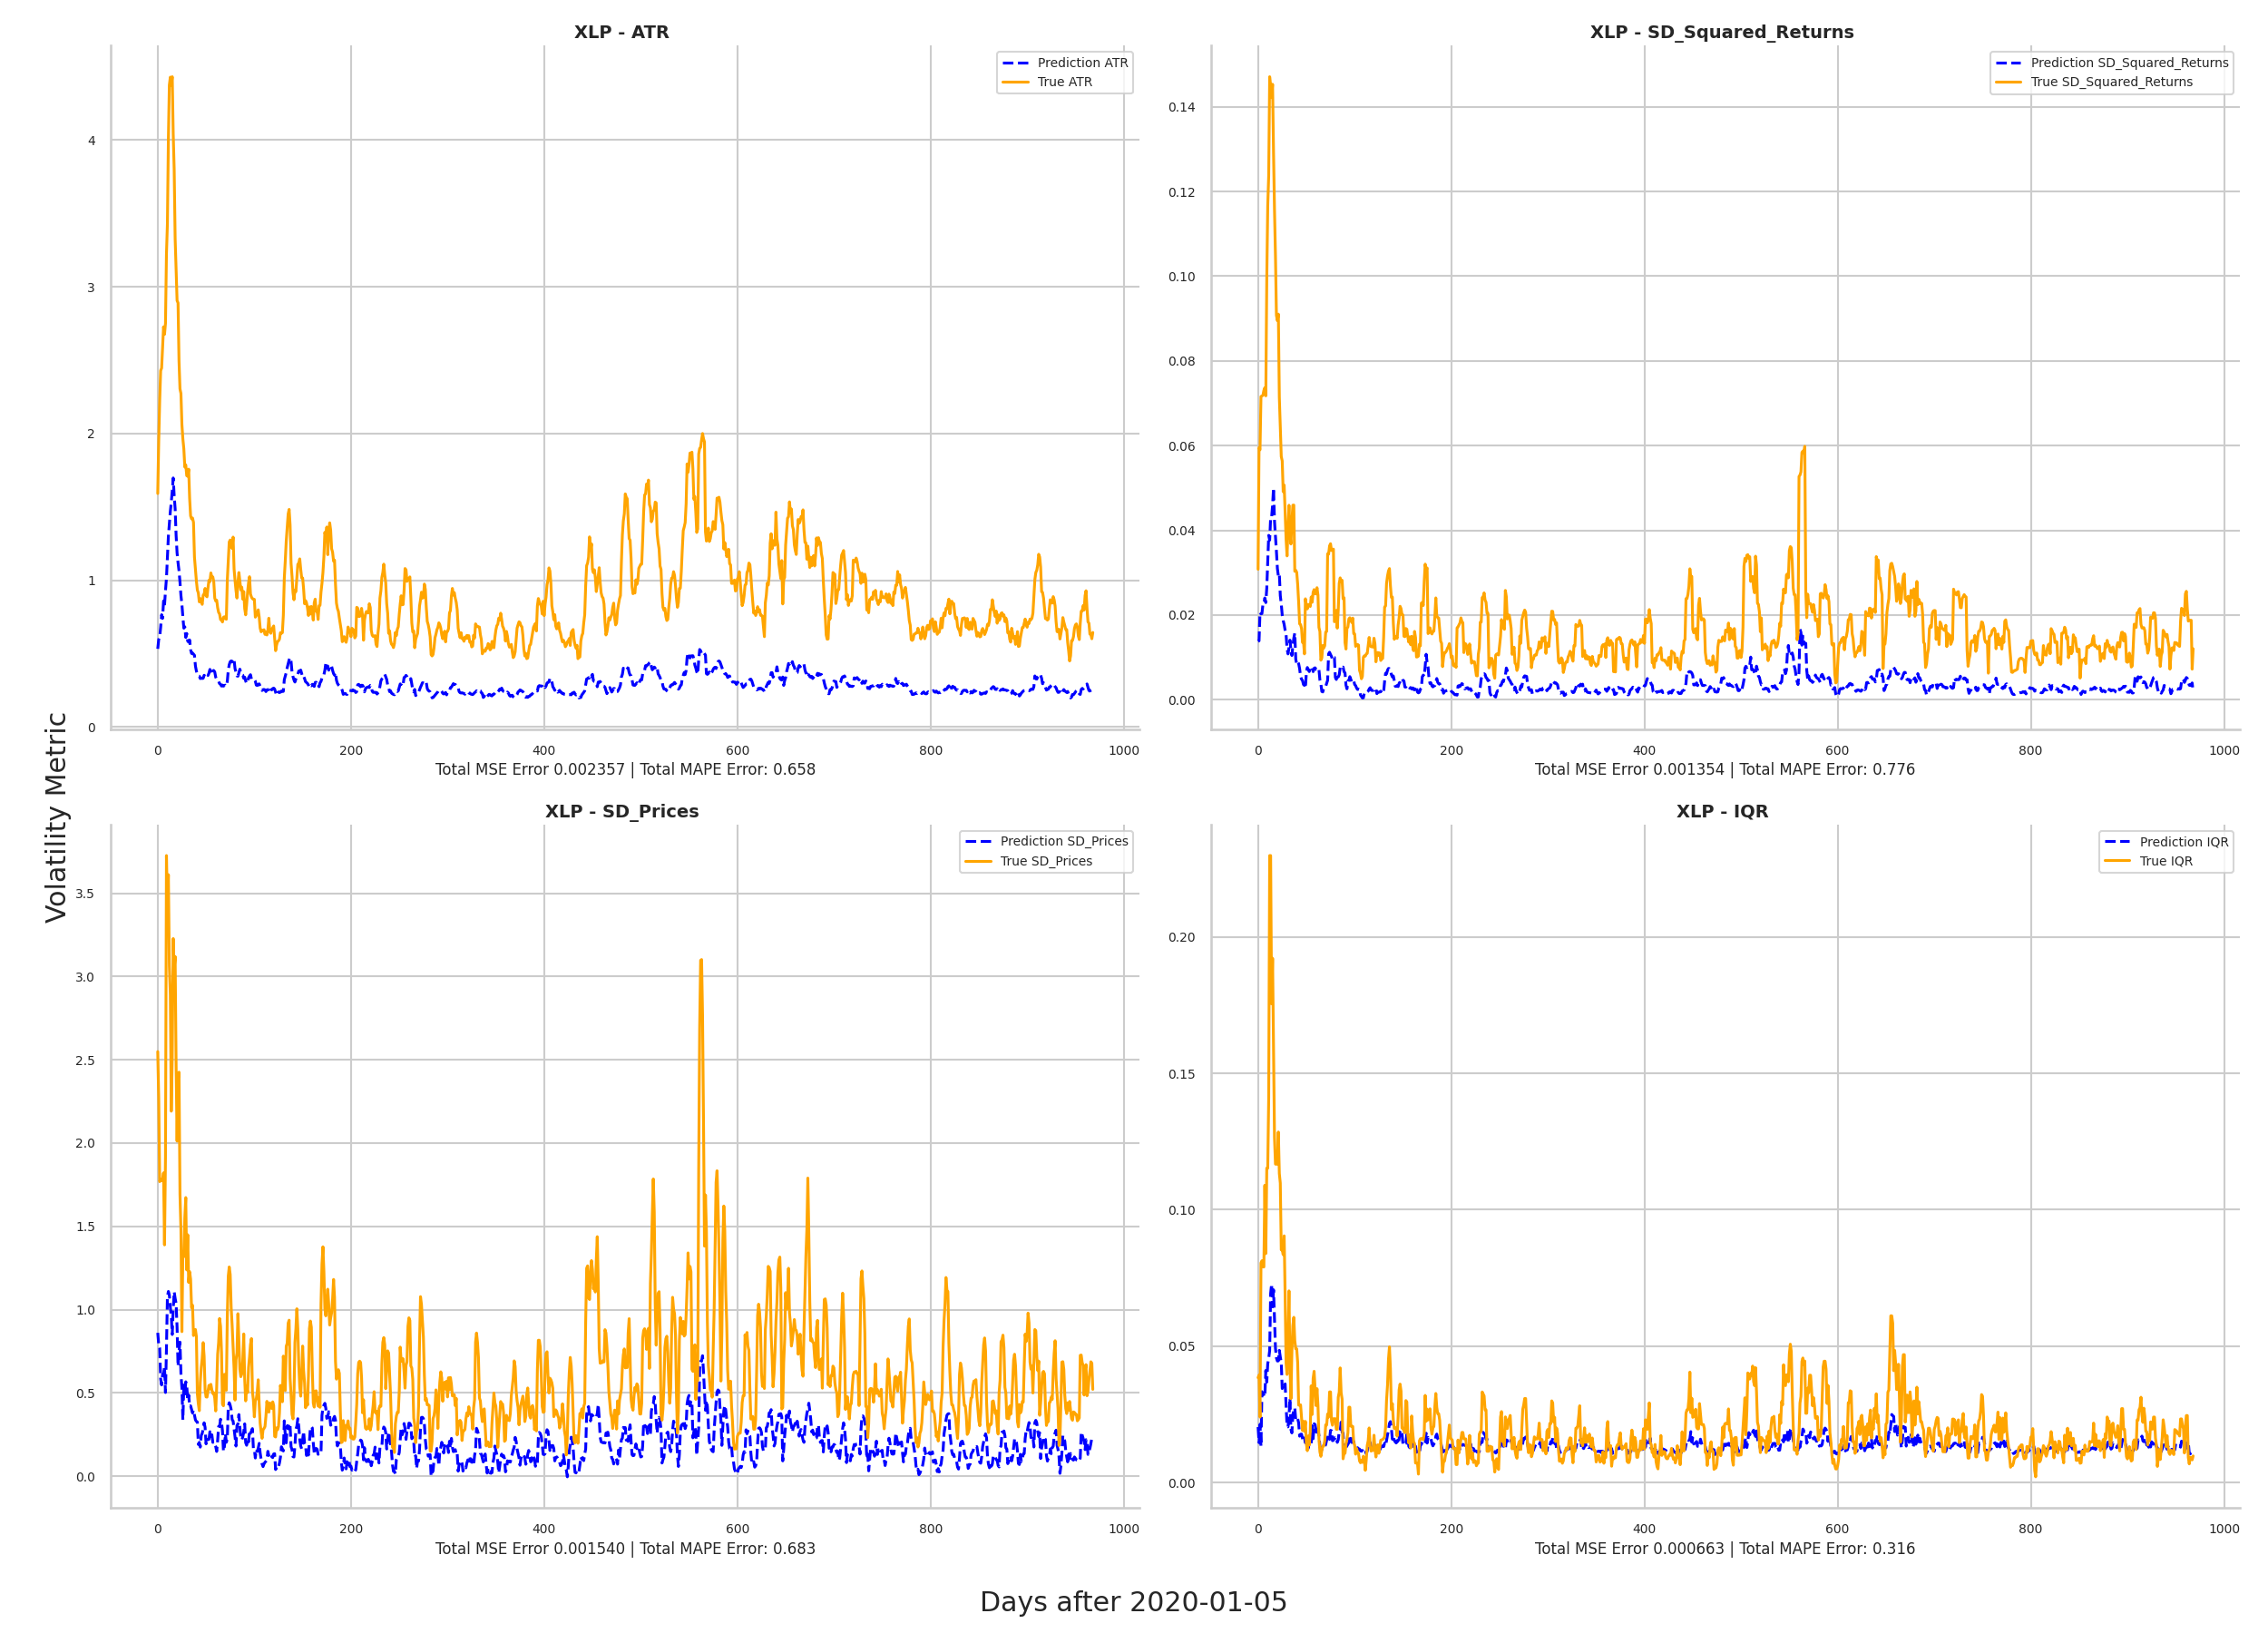 XLP - ATR
Prediction ATR
True ATR
4
3
2
1
0
0 200 400 600 800 1000
Total MSE Error 0.002357 | Total MAPE Error: 0.658
XLP - SD_Squared_Returns
Prediction SD_Squared_Returns
True SD_Squared_Returns
0.14
0.12
0.10
0.08
0.06
0.04
0.02
0.00
0 200 400 600 800 1000
Total MSE Error 0.001354 | Total MAPE Error: 0.776
Volatility Metric
XLP - SD_Prices
Prediction SD_Prices
True SD_Prices
3.5
3.0
2.5
2.0
1.5
1.0
0.5
0.0
0 200 400 600 800 1000
Total MSE Error 0.001540 | Total MAPE Error: 0.683
XLP - IQR
Prediction IQR
True IQR
0.20
0.15
0.10
0.05
0.00
0 200 400 600 800 1000
Total MSE Error 0.000663 | Total MAPE Error: 0.316
Days after 2020-01-05